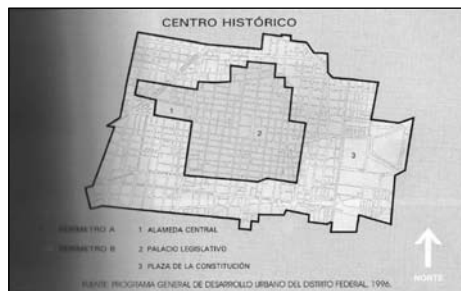 CENTRO HISTÓRICO
1
2
3
PERÍMETRO A 1 ALAMEDA CENTRAL
PERÍMETRO B 2 PALACIO LEGISLATIVO
3 PLAZA DE LA CONSTITUCIÓN
NORTE
FUENTE: PROGRAMA GENERAL DE DESARROLLO URBANO DEL DISTRITO FEDERAL, 1996.